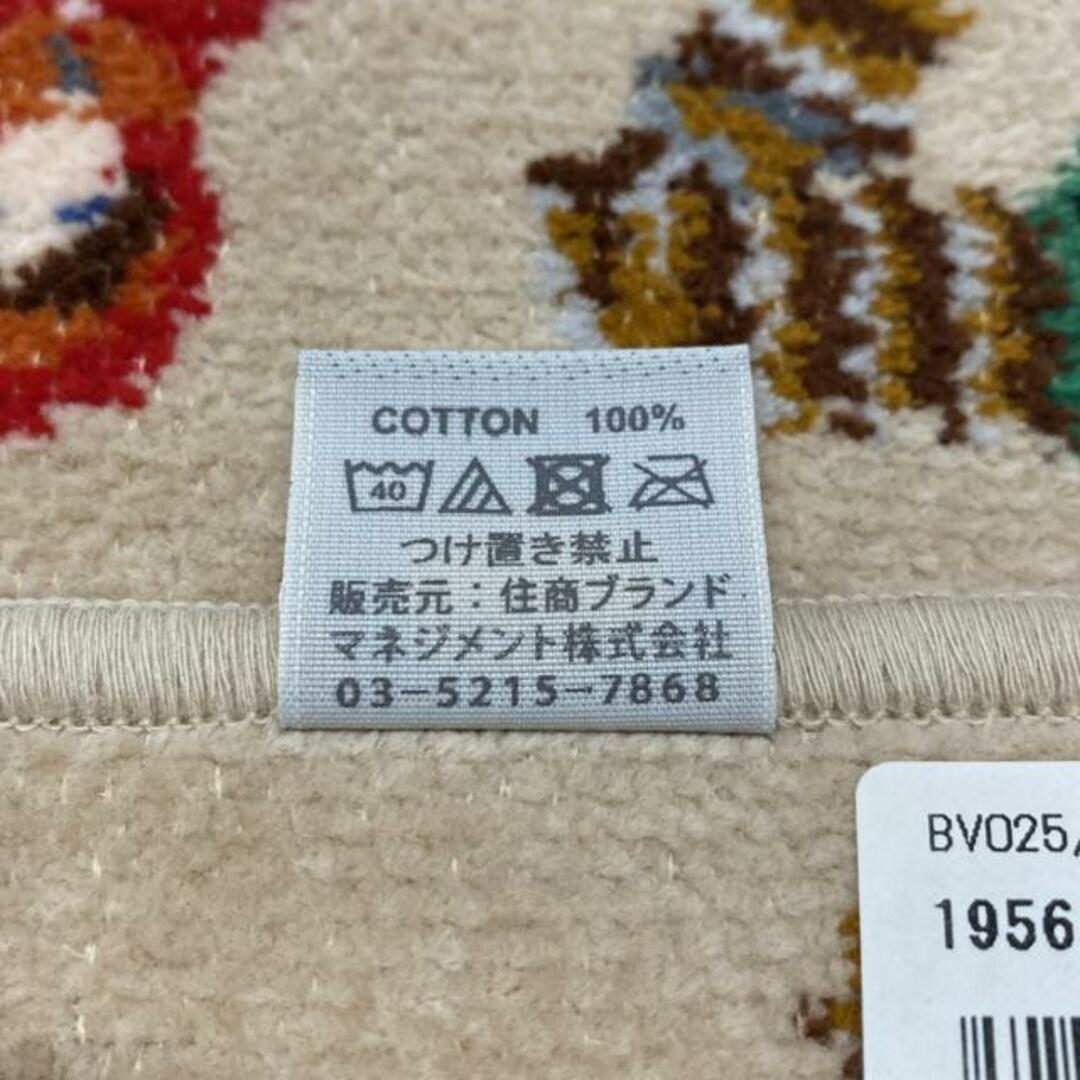 COTTON 100%
40
つけ置き禁止
販売元：住商ブランド
マネジメント株式会社
03-5215-7868
BV025/
1956